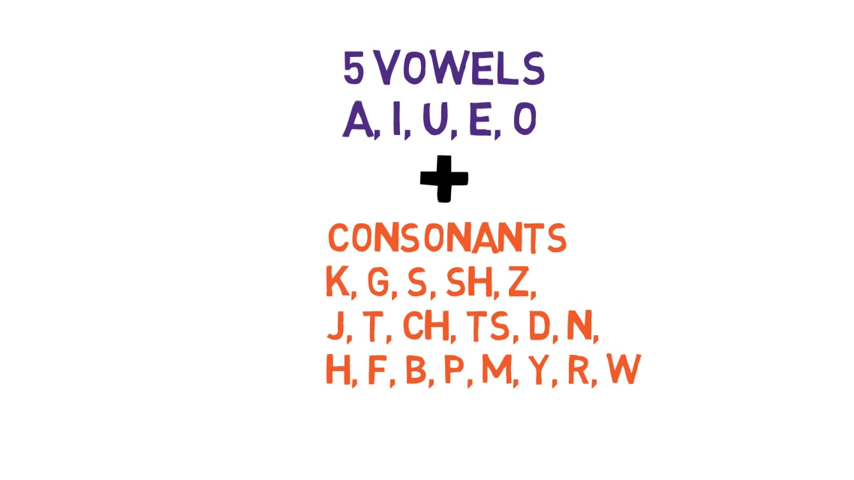 5 VOWELS
A, I, U, E, O
+
CONSONANTS
K, G, S, SH, Z,
J, T, CH, TS, D, N,
H, F, B, P, M, Y, R, W